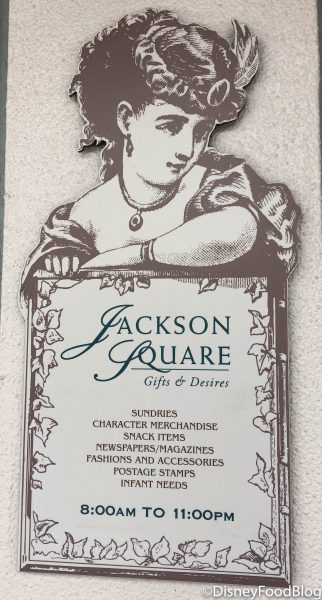 JACKSON
SQUARE
Gifts & Desires
SUNDRIES
CHARACTER MERCHANDISE
SNACK ITEMS
NEWSPAPERS/MAGAZINES
FASHIONS AND ACCESSORIES
POSTAGE STAMPS
INFANT NEEDS
8:00AM TO 11:00PM
©DisneyFoodBlog